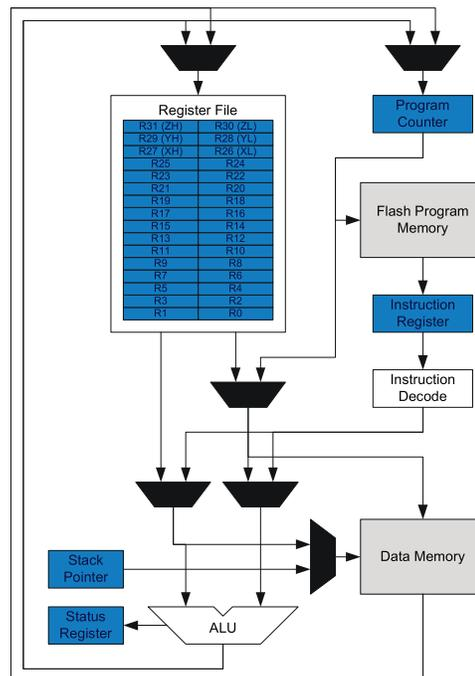 Register File
R31 (ZH) R30 (ZL)
R29 (YH) R28 (YL)
R27 (XH) R26 (XL)
R25 R24
R23 R22
R21 R20
R19 R18
R17 R16
R15 R14
R13 R12
R11 R10
R9 R8
R7 R6
R5 R4
R3 R2
R1 R0
Program
Counter
Flash Program
Memory
Instruction
Register
Instruction
Decode
Stack
Pointer
Data Memory
Status
Register
ALU